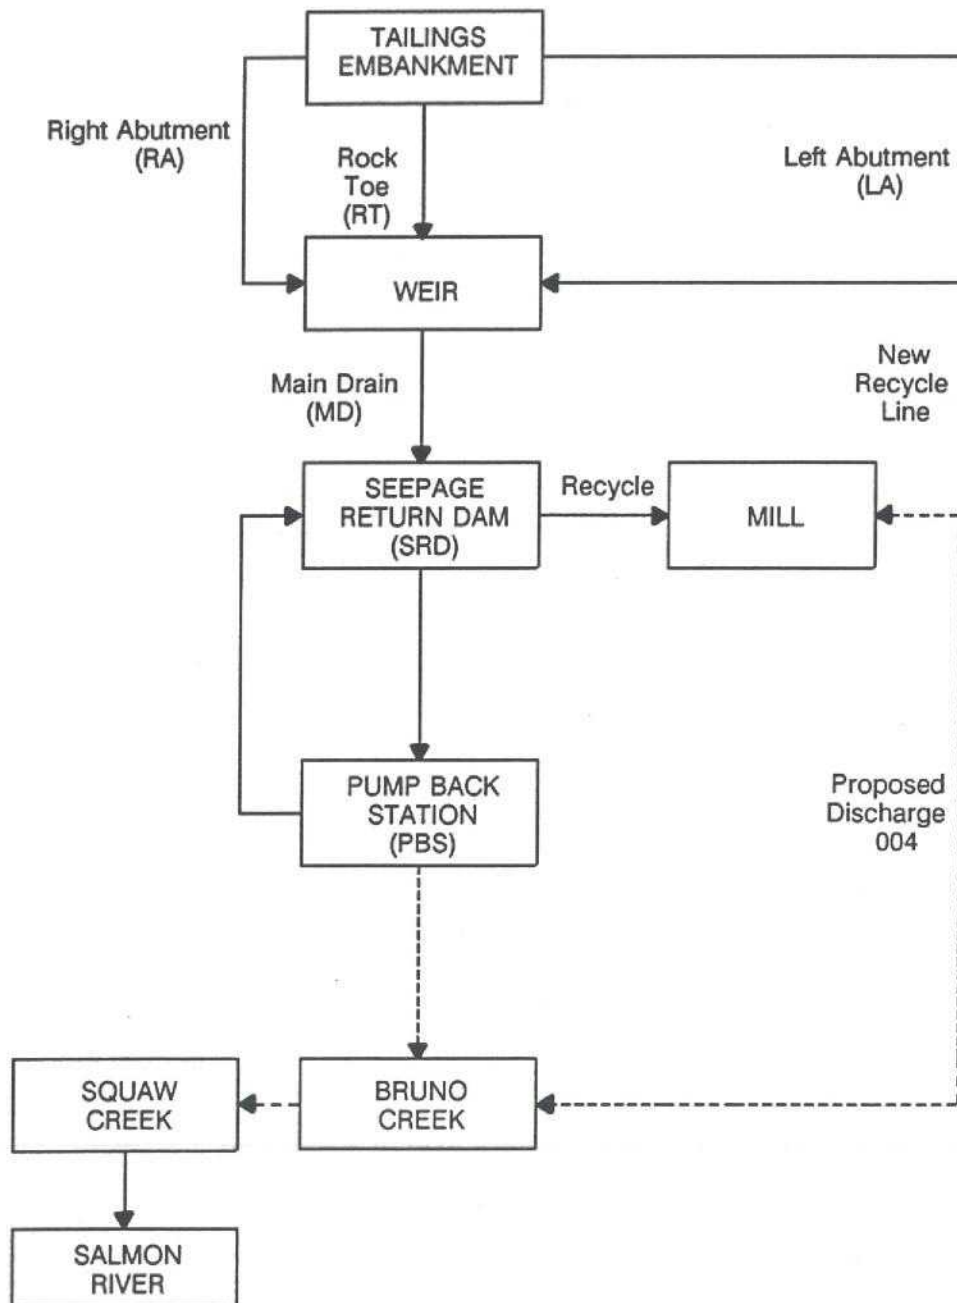 TAILINGS
EMBANKMENT
Right Abutment
(RA)
Rock
Toe
(RT)
Left Abutment
(LA)
WEIR
Main Drain
(MD)
New
Recycle
Line
SEEPAGE
RETURN DAM
(SRD)
Recycle
MILL
PUMP BACK
STATION
(PBS)
Proposed
Discharge
004
SQUAW
CREEK
BRUNO
CREEK
SALMON
RIVER